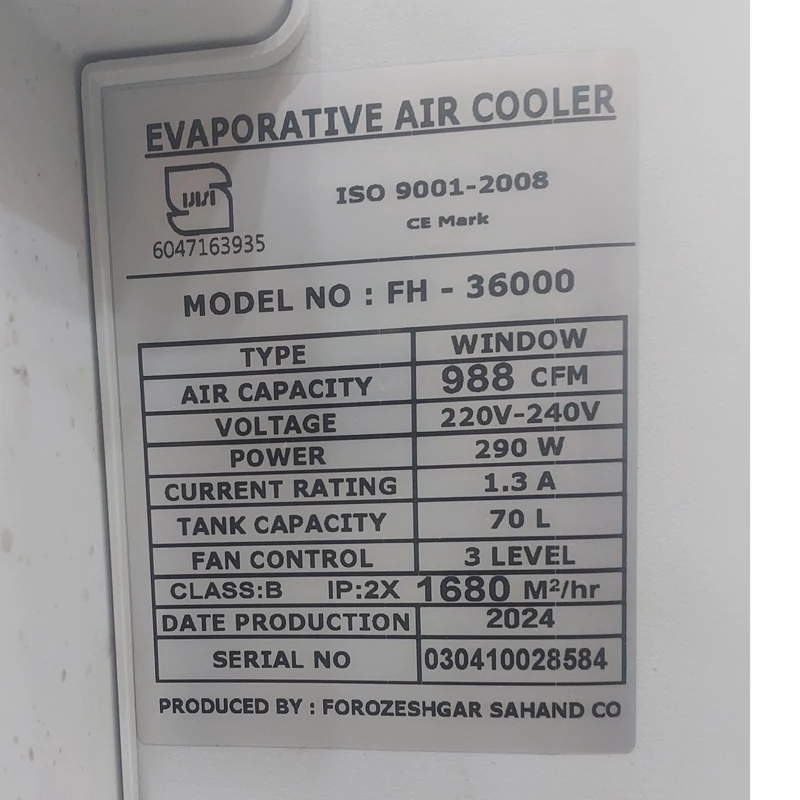 EVAPORATIVE AIR COOLER
ISIRI
ISO 9001-2008
CE Mark
6047163935
MODEL NO : FH - 36000
TYPE WINDOW
AIR CAPACITY 988 CFM
VOLTAGE 220V-240V
POWER 290 W
CURRENT RATING 1.3 A
TANK CAPACITY 70 L
FAN CONTROL 3 LEVEL
CLASS:B IP:2X 1680 M²/hr
DATE PRODUCTION 2024
SERIAL NO 030410028584
PRODUCED BY : FOROZESHGAR SAHAND CO